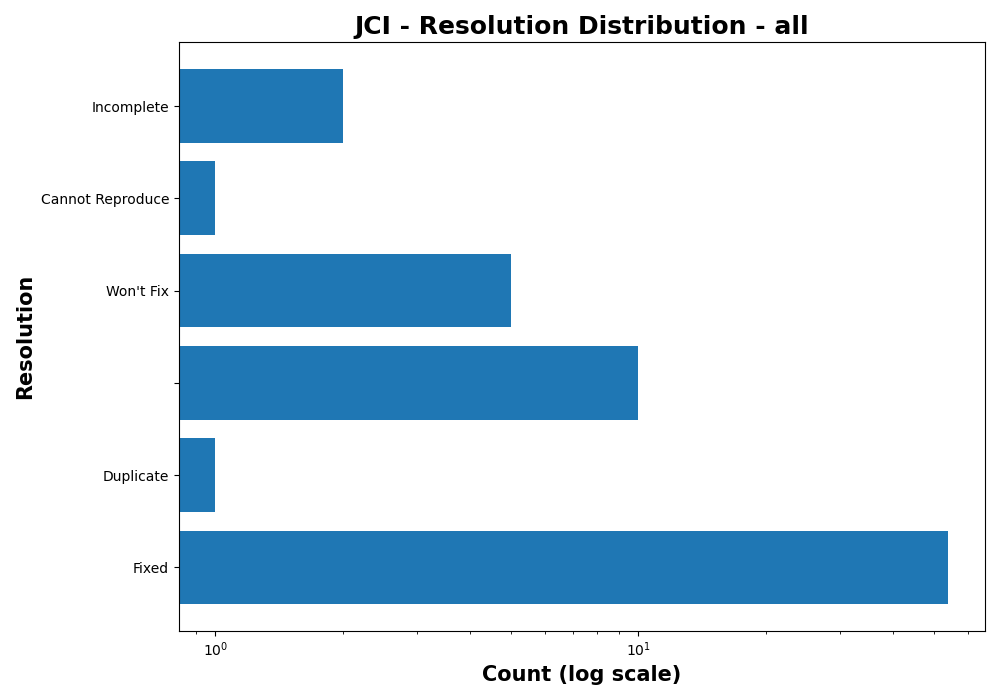 JCI - Resolution Distribution - all
Incomplete
Cannot Reproduce
Won't Fix
Duplicate
Fixed
Resolution
10⁰
10¹
Count (log scale)